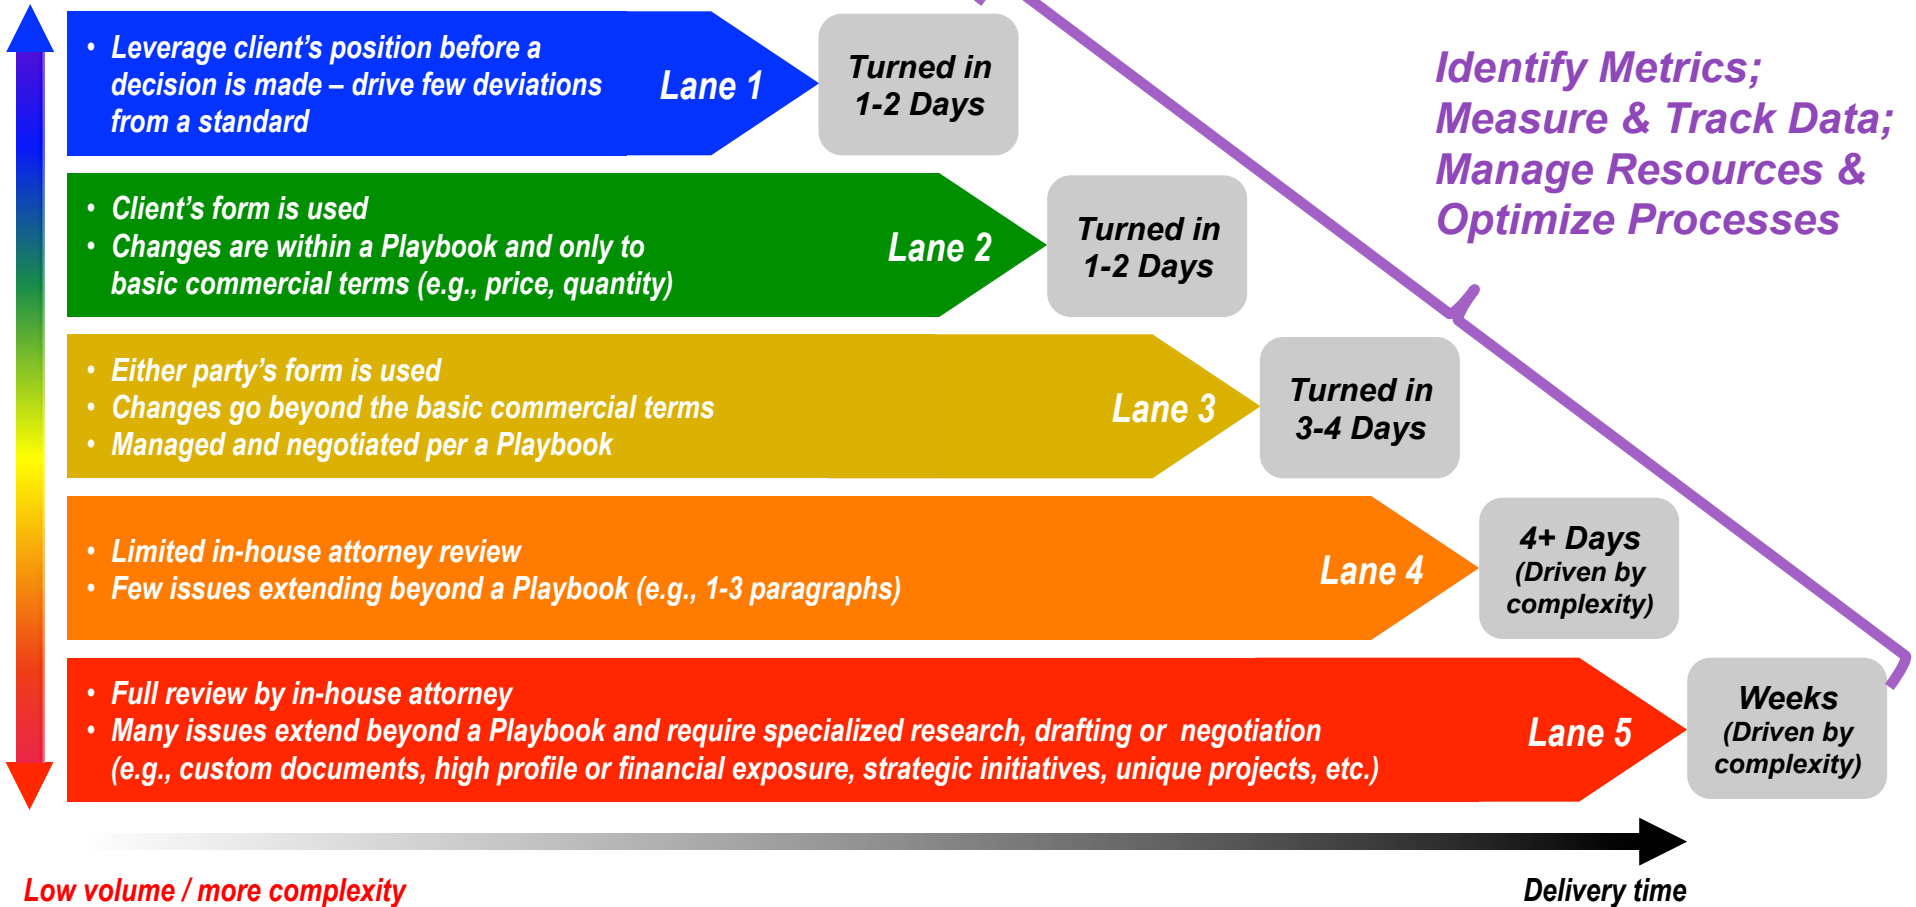 • Leverage client's position before a
decision is made – drive few deviations
from a standard
Lane 1
Turned in
1-2 Days
Identify Metrics;
Measure & Track Data;
Manage Resources &
Optimize Processes
• Client's form is used
• Changes are within a Playbook and only to
basic commercial terms (e.g., price, quantity)
Lane 2
Turned in
1-2 Days
• Either party's form is used
• Changes go beyond the basic commercial terms
• Managed and negotiated per a Playbook
Lane 3
Turned in
3-4 Days
• Limited in-house attorney review
• Few issues extending beyond a Playbook (e.g., 1-3 paragraphs)
Lane 4
4+ Days
(Driven by
complexity)
• Full review by in-house attorney
• Many issues extend beyond a Playbook and require specialized research, drafting or negotiation
(e.g., custom documents, high profile or financial exposure, strategic initiatives, unique projects, etc.)
Lane 5
Weeks
(Driven by
complexity)
Low volume / more complexity
Delivery time